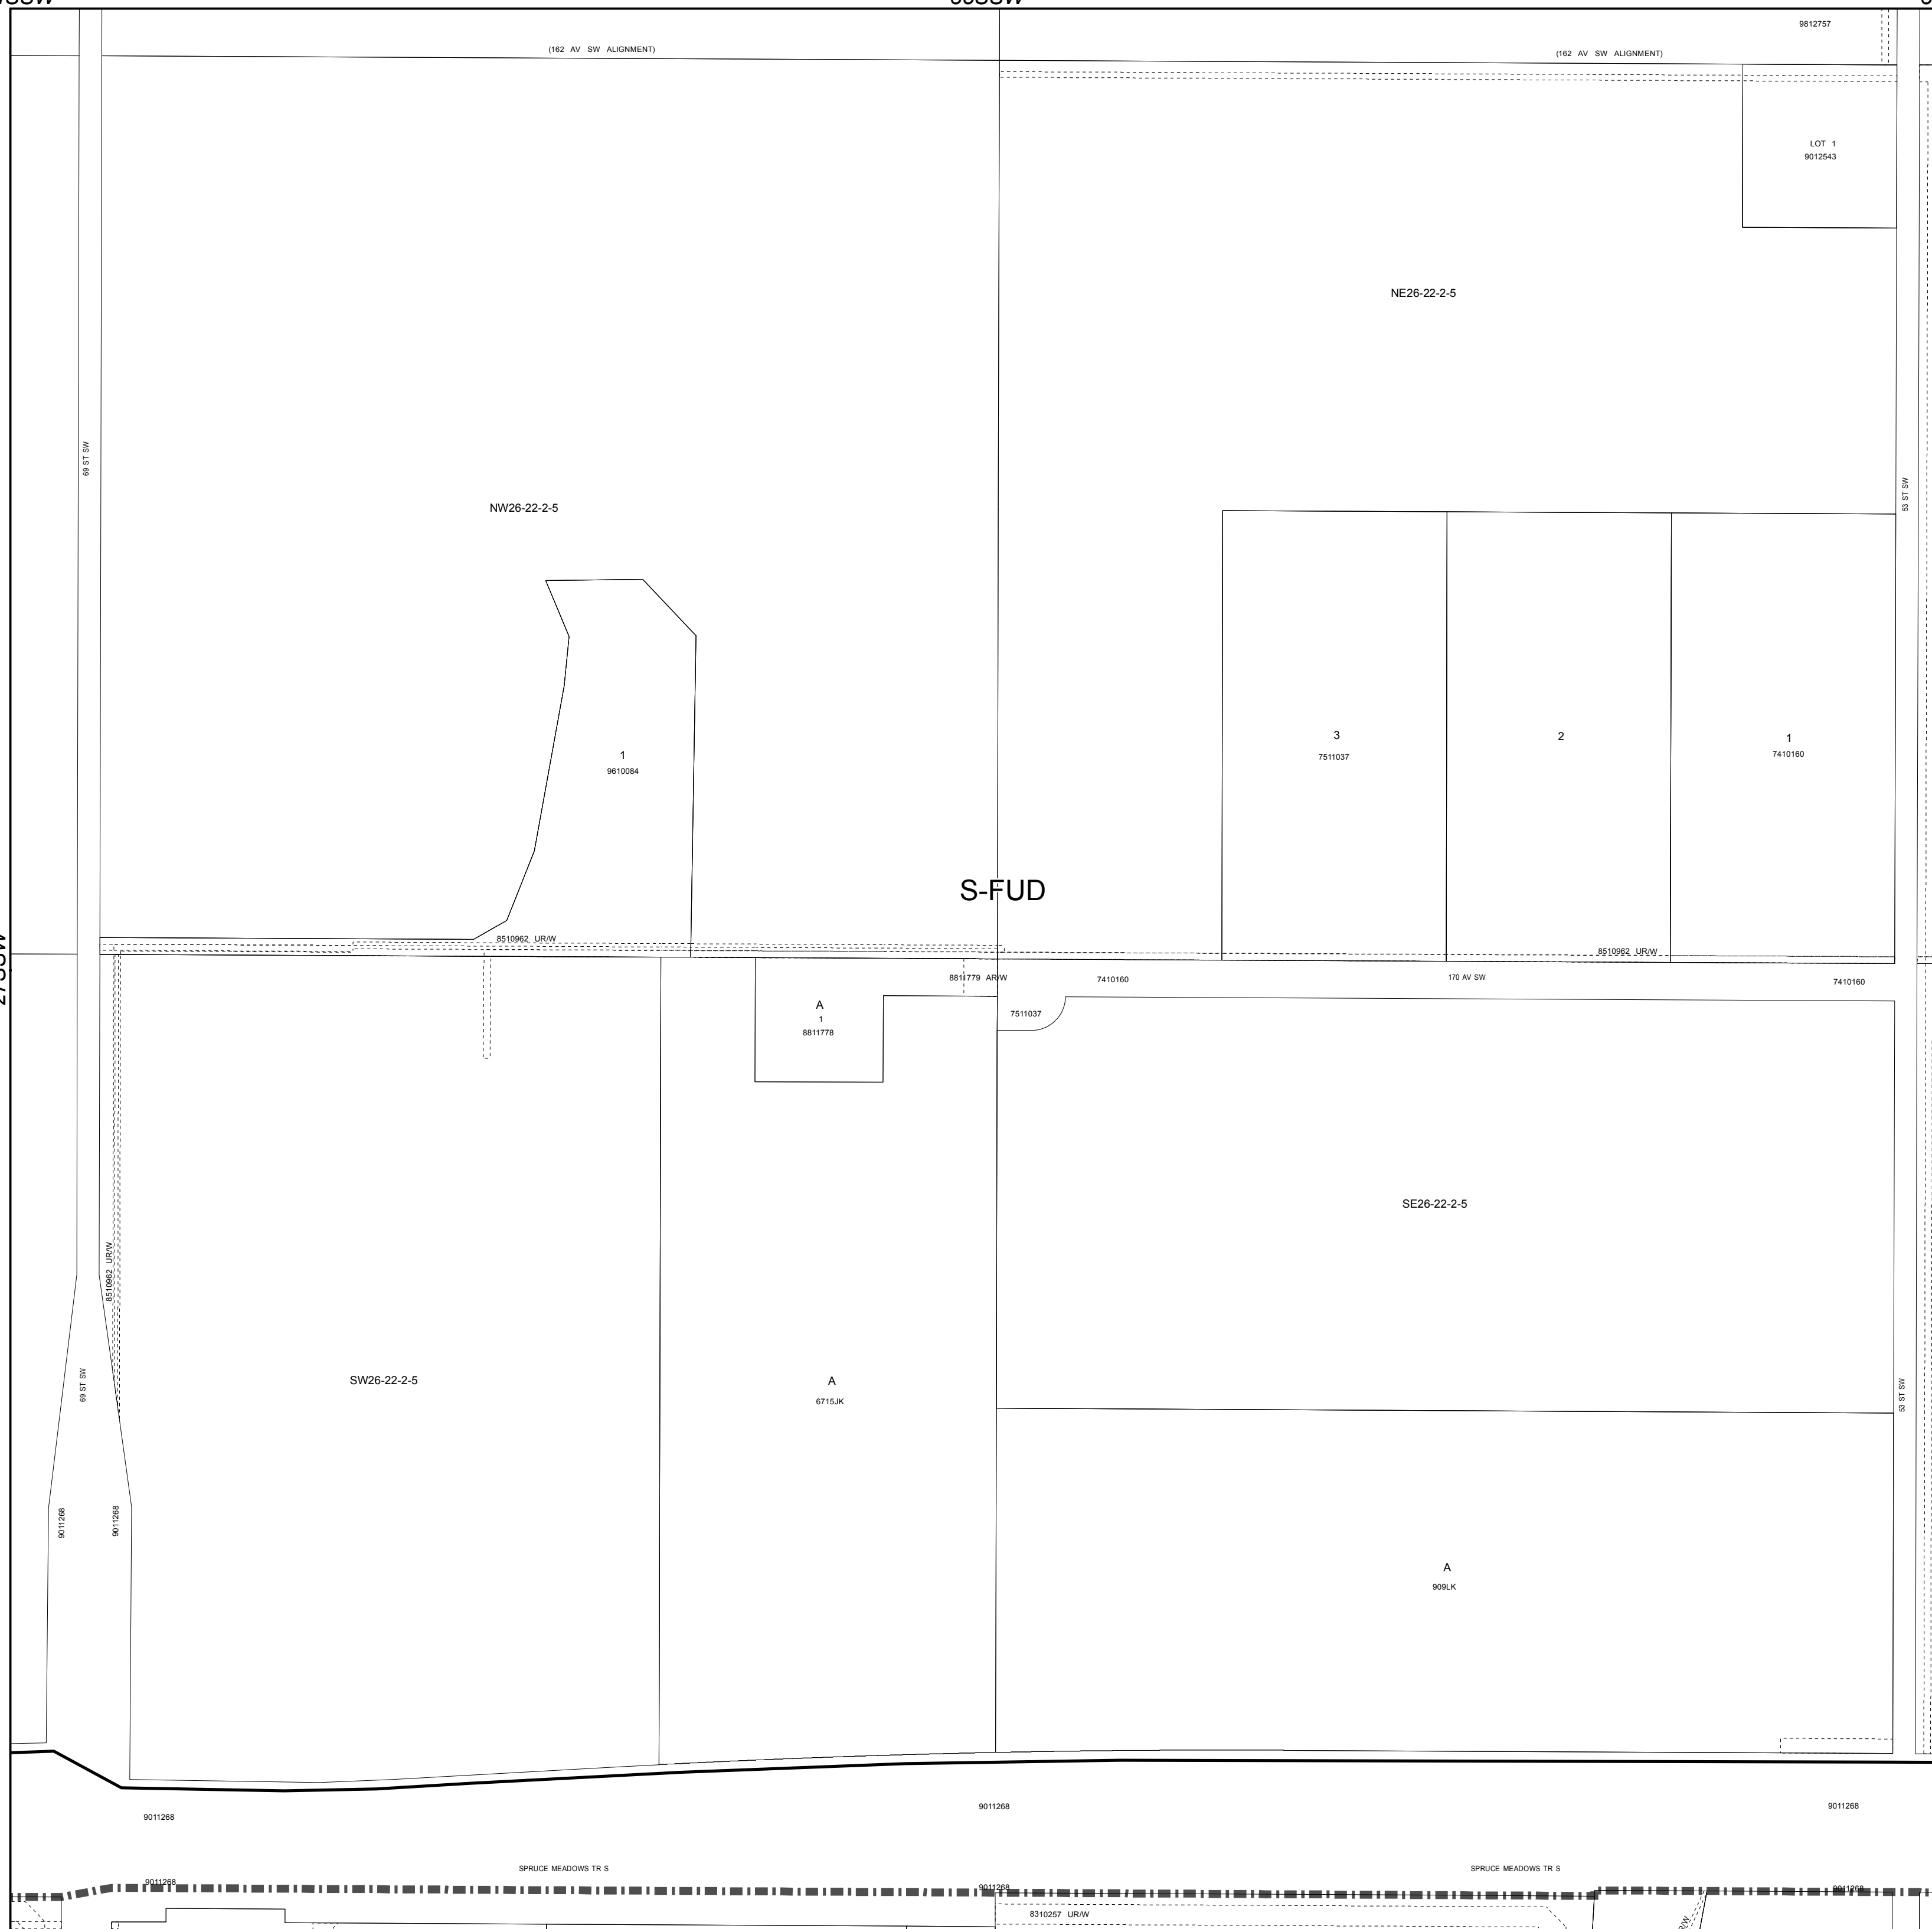 9812757
(162 AV SW ALIGNMENT)
(162 AV SW ALIGNMENT)
LOT 1
9012543
NE26-22-2-5
69 ST SW
53 ST SW
NW26-22-2-5
3
7511037
2
1
7410160
1
9610084
S-FUD
8510962 UR/W
8510962 UR/W
8811779 AR/W
7410160
170 AV SW
7410160
A
1
8811778
7511037
SE26-22-2-5
8510962 UR/W
69 ST SW
SW26-22-2-5
A
6715JK
53 ST SW
9011268
9011268
A
909LK
9011268
9011268
9011268
SPRUCE MEADOWS TR S
SPRUCE MEADOWS TR S
9011268
9011268
9011268
8310257 UR/W